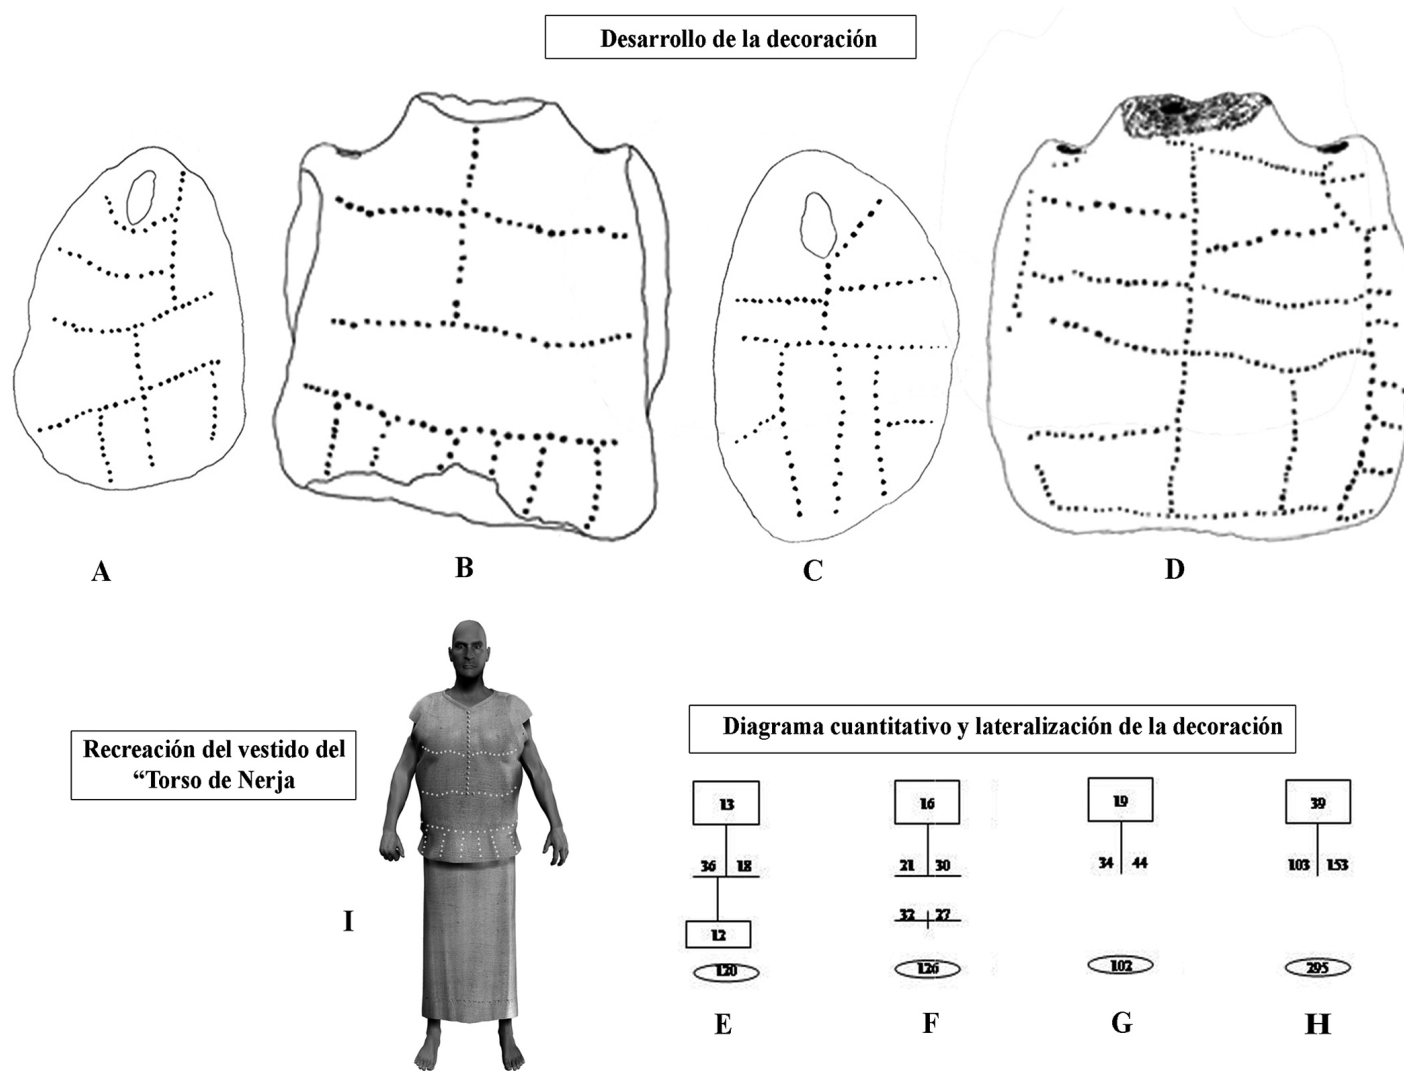 Desarrollo de la decoración
A
B
C
D
Recreación del vestido del
“Torso de Nerja
I
Diagrama cuantitativo y lateralización de la decoración
13
16
19
39
36 18
21 30
34 44
103 153
32 27
12
120
126
102
295
E
F
G
H